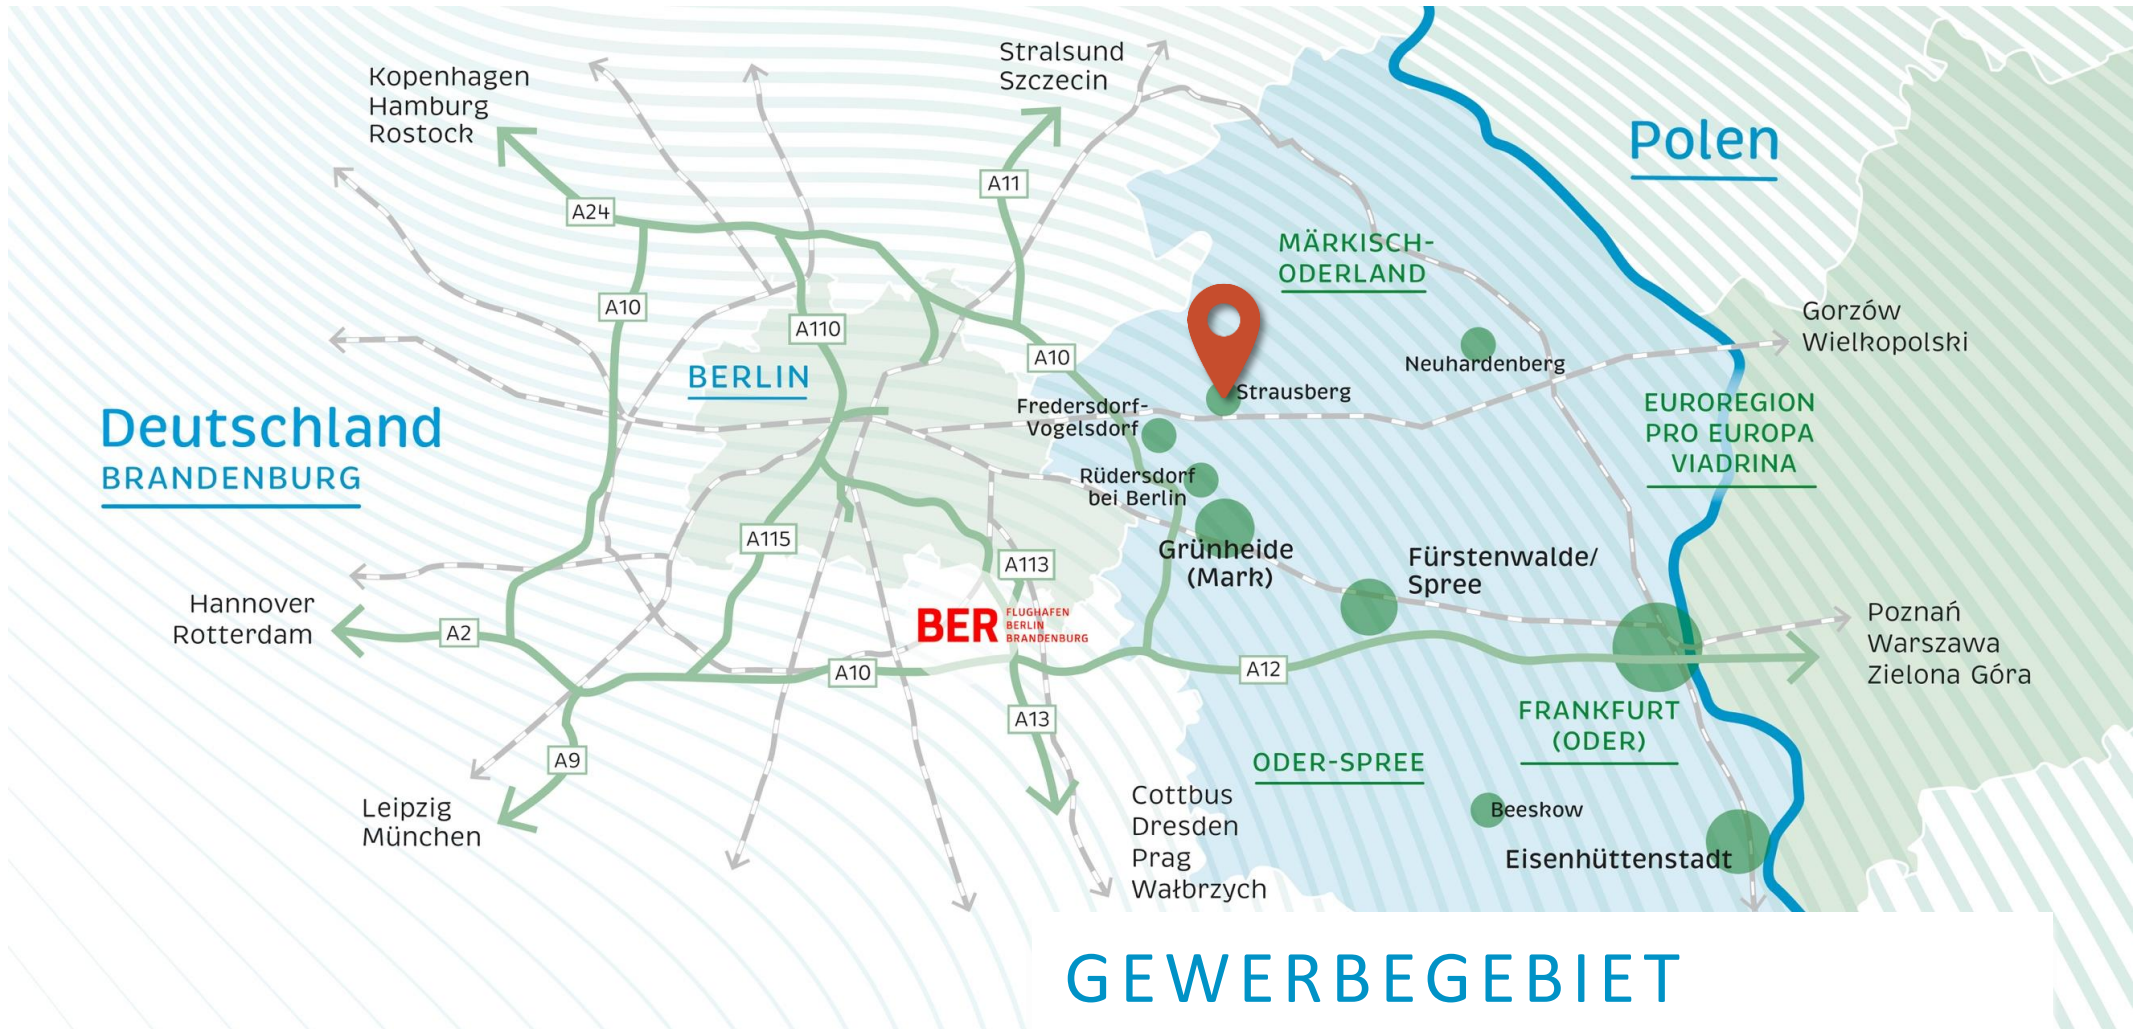 Kopenhagen
Hamburg
Rostock
Stralsund
Szczecin
Polen
A11
A24
MÄRKISCH-
ODERLAND
A10
A110
A10
Gorzów
Wielkopolski
Neuhardenberg
BERLIN
Strausberg
Fredersdorf-
Vogelsdorf
EUROREGION
PRO EUROPA
VIADRINA
Deutschland
BRANDENBURG
Rüdersdorf
bei Berlin
A115
Grünheide
(Mark)
A113
Fürstenwalde/
Spree
Hannover
Rotterdam
A2
BER
FLUGHAFEN
BERLIN
BRANDENBURG
Poznań
Warszawa
Zielona Góra
A10
A12
A13
FRANKFURT
(ODER)
A9
ODER-SPREE
Leipzig
München
Cottbus
Dresden
Prag
Wałbrzych
Beeskow
Eisenhüttenstadt
GEWERBEGEBIET